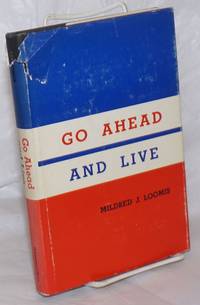 GO AHEAD
AND LIVE
MILDRED J. LOOMIS
Go Ahead